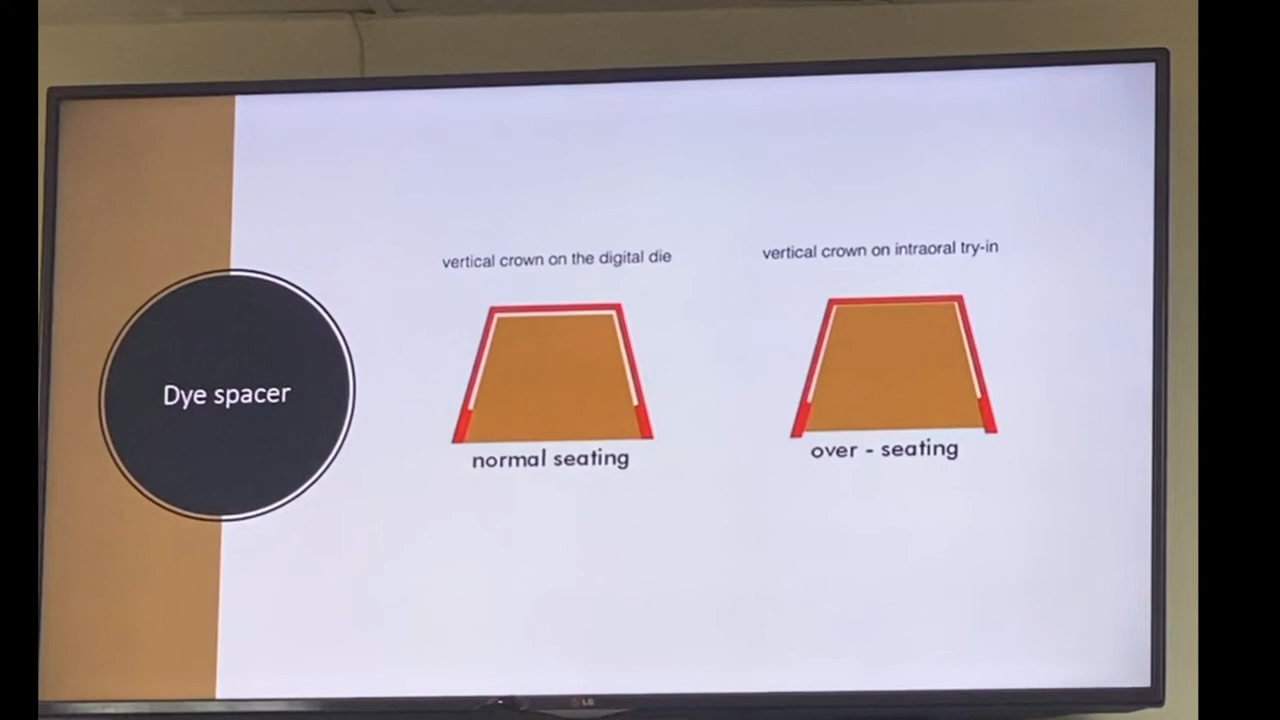 Dye spacer
vertical crown on the digital die
normal seating
vertical crown on intraoral try-in
over - seating
LG